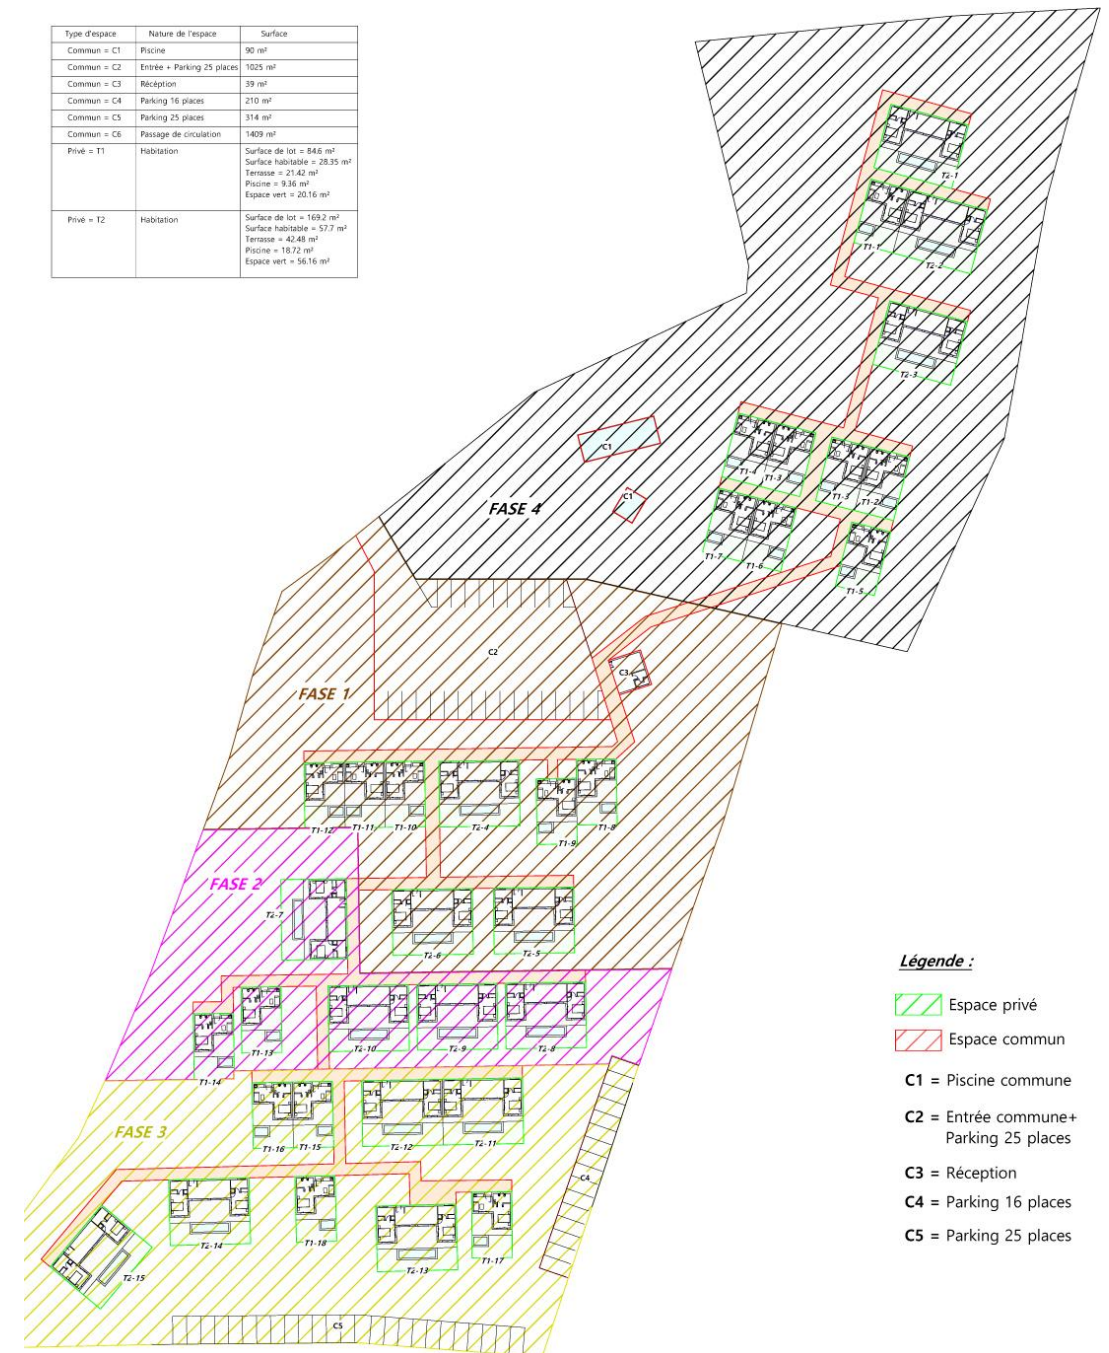 Type d'espace Nature de l'espace Surface
Commun = C1 Piscine 90 m²
Commun = C2 Entrée + Parking 25 places 1025 m²
Commun = C3 Récéption 39 m²
Commun = C4 Parking 16 places 210 m²
Commun = C5 Parking 25 places 314 m²
Commun = C6 Passage de circulation 1409 m²
Privé = T1 Habitation Surface de lot = 84.6 m²
Surface habitable = 28.35 m²
Terrasse = 21.42 m²
Piscine = 9.36 m²
Espace vert = 20.16 m²
Privé = T2 Habitation Surface de lot = 169.2 m²
Surface habitable = 57.7 m²
Terrasse = 42.48 m²
Piscine = 18.72 m²
Espace vert = 56.16 m²
T2-1
T1-1
T2-2
T2-3
C1
T1-4 T1-3
T1-3 T1-2
C1
FASE 4
T1-7 T1-6
T1-5
C2
C3
FASE 1
T1-12 T1-11 T1-10 T2-4 T1-9 T1-8
FASE 2
T2-7
T2-6 T2-5
T1-14 T1-13 T2-10 T2-9 T2-8
FASE 3
T1-16 T1-15 T2-12 T2-11
C4
T2-15 T2-14 T1-18 T2-13 T1-17
C5
Légende :
Espace privé
Espace commun
C1 = Piscine commune
C2 = Entrée commune+
Parking 25 places
C3 = Réception
C4 = Parking 16 places
C5 = Parking 25 places